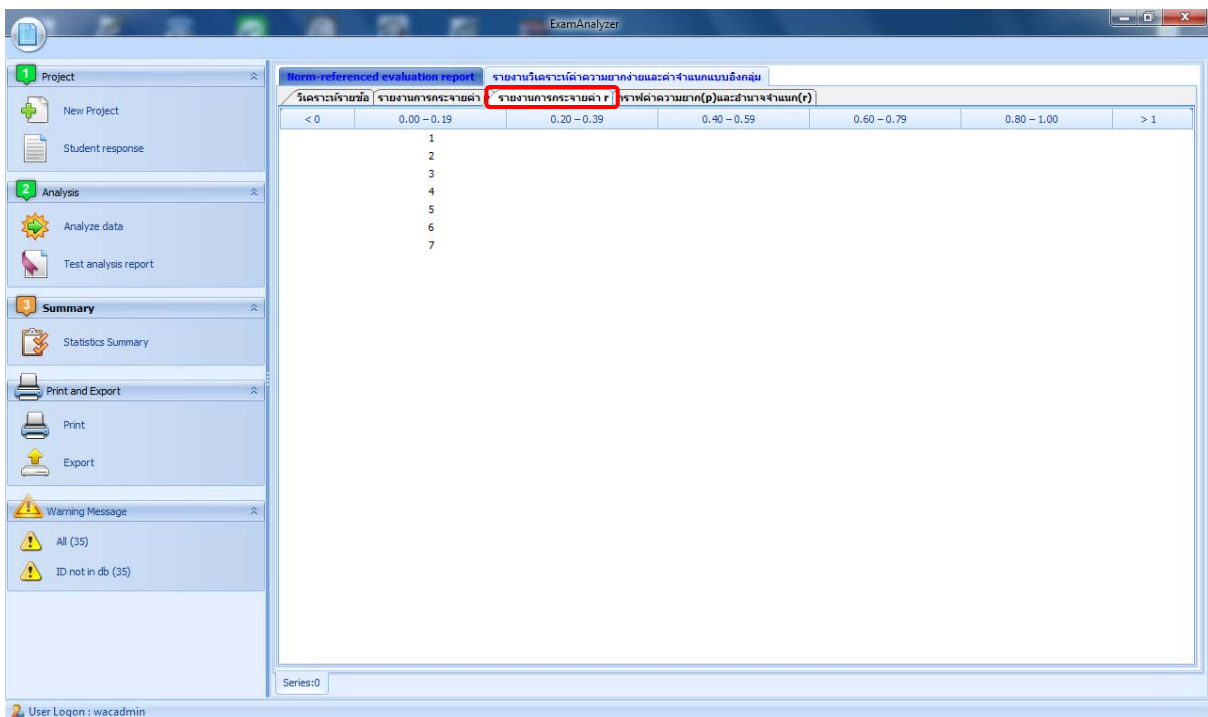 ExamAnalyzer
1 Project
New Project
Student response
2 Analysis
Analyze data
Test analysis report
3 Summary
Statistics Summary
Print and Export
Print
Export
Warning Message
All (35)
ID not in db (35)
Norm-referenced evaluation report รายงานวิเคราะห์ค่าความยากง่ายและค่าจำแนกแบบอิงกลุ่ม
วิเคราะห์รายข้อ รายงานการกระจายค่า รายงานการกระจายค่า r กราฟค่าความยาก(p)และอำนาจจำแนก(r)
< 0 0.00 – 0.19 0.20 – 0.39 0.40 – 0.59 0.60 – 0.79 0.80 – 1.00 > 1
1
2
3
4
5
6
7
Series:0
User Logon : wacadmin